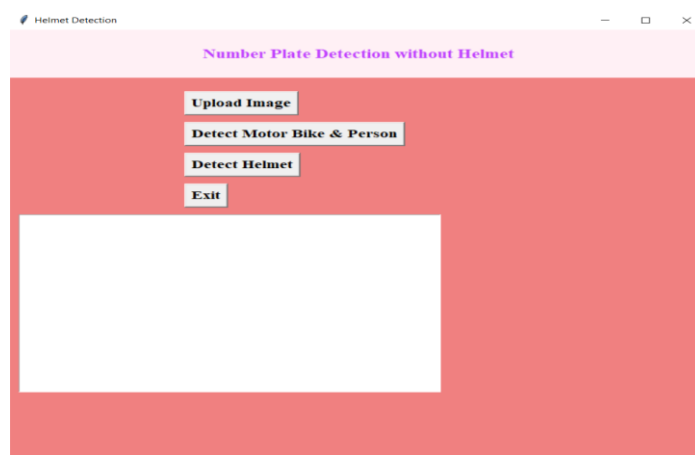 Helmet Detection
Number Plate Detection without Helmet
Upload Image
Detect Motor Bike & Person
Detect Helmet
Exit